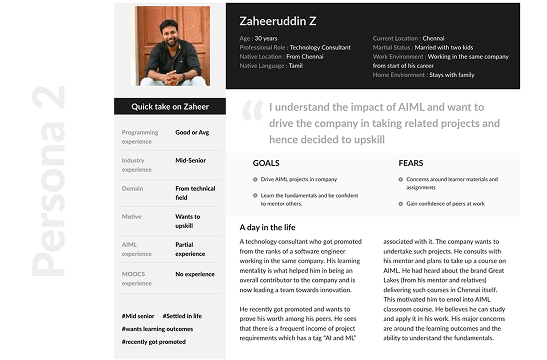 Persona 2
Zaheeruddin Z
Age : 30 years
Professional Role : Technology Consultant
Native Location : From Chennai
Native Language : Tamil
Current Location : Chennai
Martial Status : Married with two kids
Work Environment : Working in the same company
from start of his career
Home Environment : Stays with family
Quick take on Zaheer
Programming Good or Avg
experience
Industry Mid-Senior
experience
Domain From technical
field
Motive Wants to
upskill
AIML Partial
experience experience
MOOCS No experience
experience
#Mid senior #Settled in life
#wants learning outcomes
#recently got promoted
“ I understand the impact of AIML and want to
drive the company in taking related projects and
hence decided to upskill
GOALS
Drive AIML projects in company
Learn the fundamentals and be confident
to mentor others.
FEARS
Concerns around learner materials and
assignments
Gain confidence of peers at work
A day in the life
A technology consultant who got promoted
from the ranks of a software engineer
working in the same company. His learning
mentality is what helped him in being an
overall contributor to the company and is
now leading a team towards innovation.
He recently got promoted and wants to
prove his worth among his peers. He sees
that there is a frequent income of project
requirements which has a tag “AI and ML”
associated with it. The company wants to
undertake such projects. He consults with
his mentor and plans to take up a course on
AIML. He had heard about the brand Great
Lakes (from his mentor and relatives)
delivering such courses in Chennai itself.
This motivated him to enrol into AIML
classroom course. He believes he can study
and apply it in his work. His major concerns
are around the learning outcomes and the
ability to understand the fundamentals.